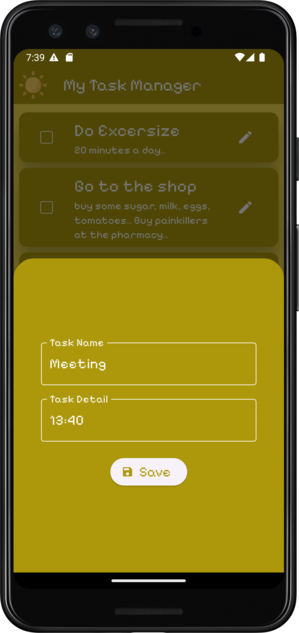 7:39
My Task Manager
Do Excersize
20 minutes a day..
Go to the shop
buy some sugar, milk, eggs,
tomatoes.. Buy painkillers
at the pharmacy..
Task Name
Meeting
Task Detail
13:40
Save